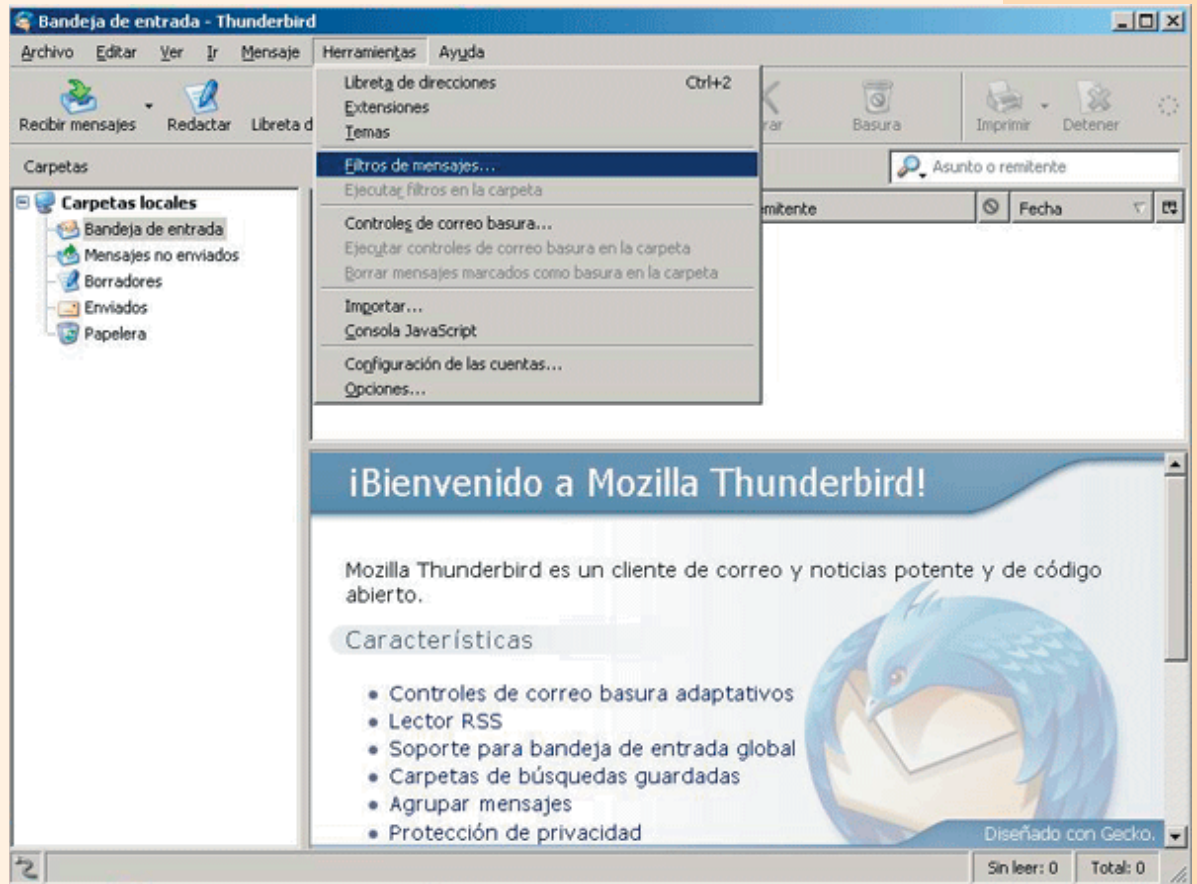 Bandeja de entrada - Thunderbird
Archivo Editar Ver Ir Mensaje Herramientas Ayuda
Recibir mensajes Redactar Libreta d
Basura Imprimir Detener
Libreta de direcciones Ctrl+2
Extensiones
Temas
Filtros de mensajes...
Ejecutar filtros en la carpeta
Controles de correo basura...
Ejecutar controles de correo basura en la carpeta
Borrar mensajes marcados como basura en la carpeta
Importar...
Consola JavaScript
Configuración de las cuentas...
Opciones...
Carpetas
Asunto o remitente
Carpetas locales
Bandeja de entrada
Mensajes no enviados
Borradores
Enviados
Papelera
emitente Fecha
¡Bienvenido a Mozilla Thunderbird!
Mozilla Thunderbird es un cliente de correo y noticias potente y de código
abierto.
Características
• Controles de correo basura adaptativos
• Lector RSS
• Soporte para bandeja de entrada global
• Carpetas de búsquedas guardadas
• Agrupar mensajes
• Protección de privacidad
Diseñado con Gecko.
Sin leer: 0 Total: 0